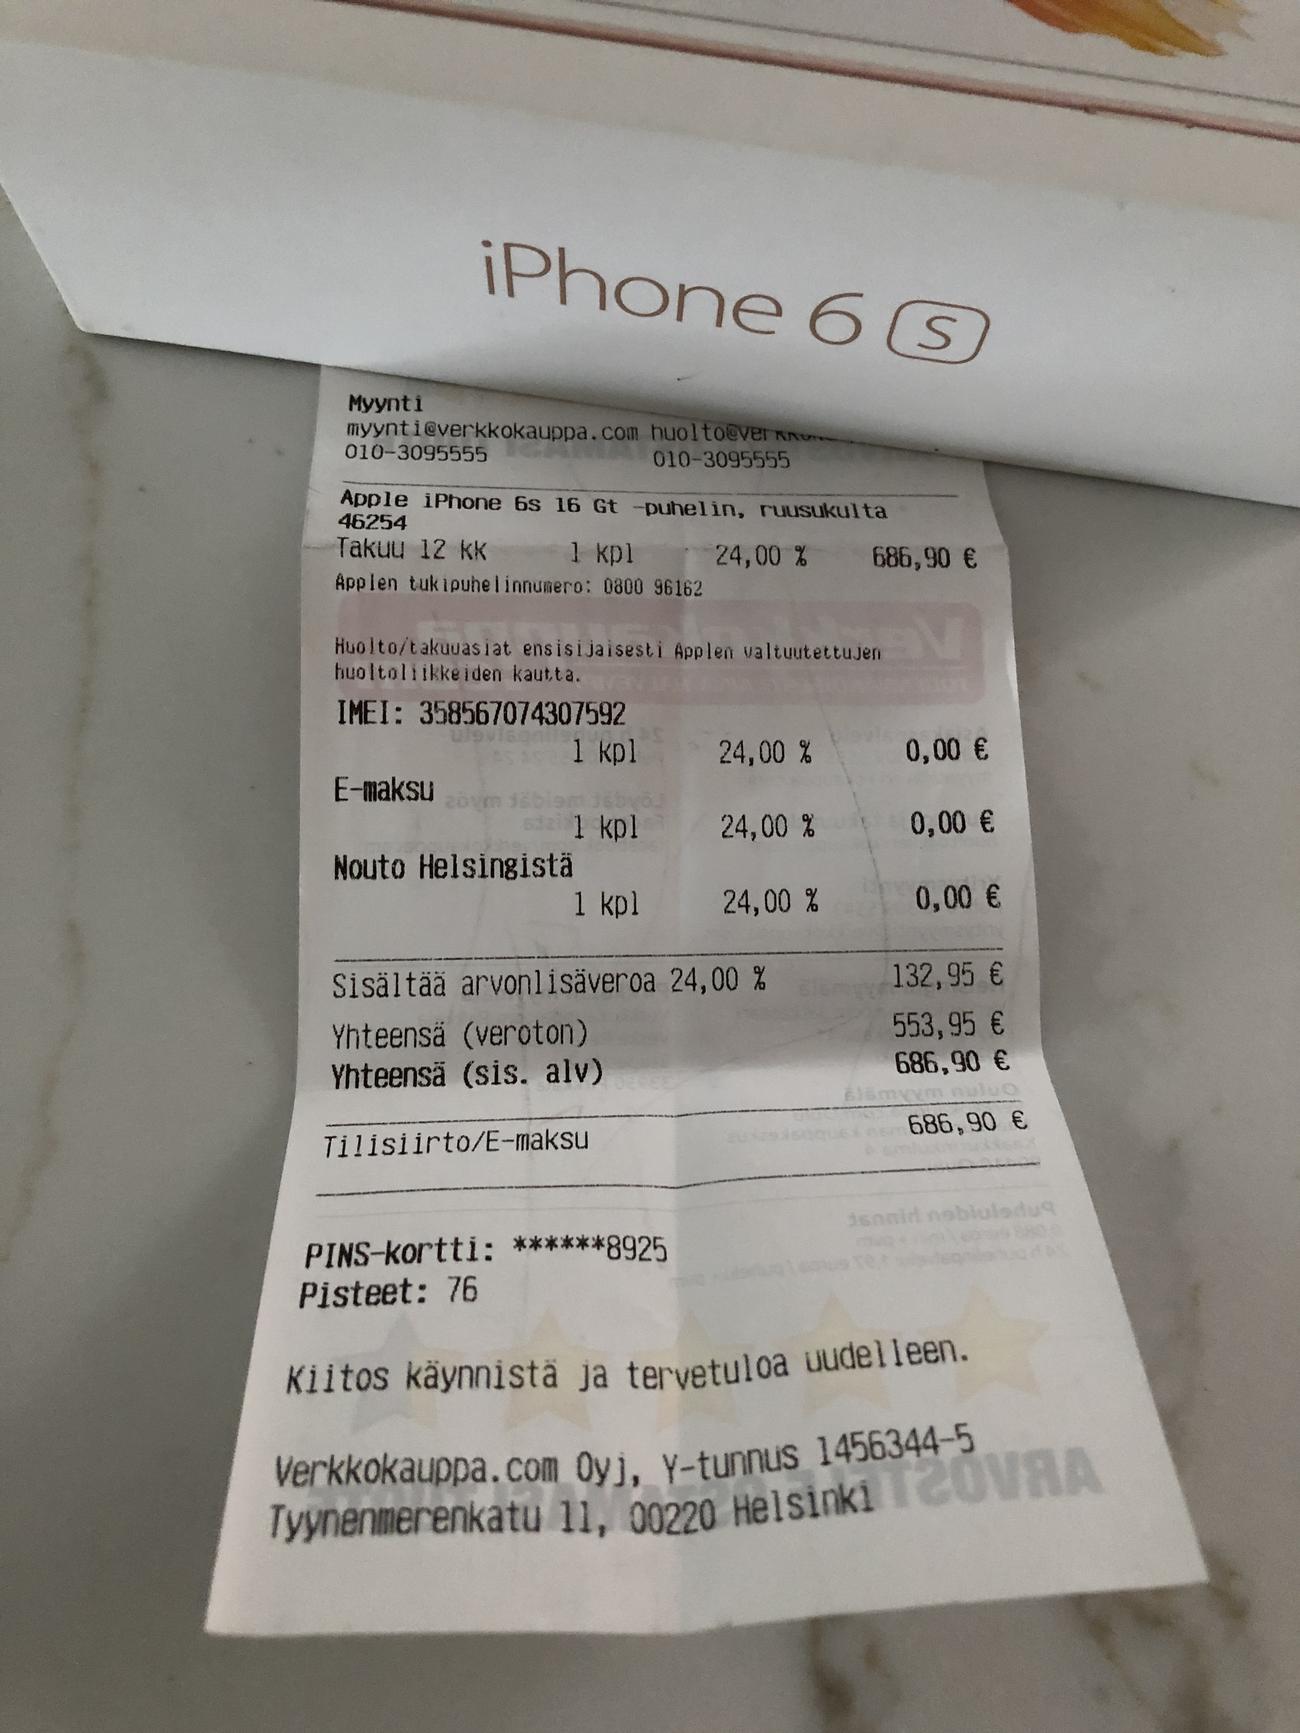 iPhone 6s
Myynti
myynti@verkkokauppa.com
010-3095555 010-3095555
Apple iPhone 6s 16 Gt -puhelin, ruusukulta
46254
Takuu 12 kk 1 kpl 24,00 % 686,90 €
Applen tukipuhelinnumero: 0800 96162
Huolto/takuuasiat ensisijaisesti Applen valtuutettujen
huoltoliikkeiden kautta.
IMEI: 358567074307592
1 kpl 24,00 % 0,00 €
E-maksu
1 kpl 24,00 % 0,00 €
Nouto Helsingistä
1 kpl 24,00 % 0,00 €
Sisältää arvonlisäveroa 24,00 % 132,95 €
Yhteensä (veroton) 553,95 €
Yhteensä (sis. alv) 686,90 €
Tilisiirto/E-maksu 686,90 €
PINS-kortti: ******8925
Pisteet: 76
Kiitos käynnistä ja tervetuloa uudelleen.
Verkkokauppa.com Oyj, Y-tunnus 1456344-5
Tyynenmerenkatu 11, 00220 Helsinki